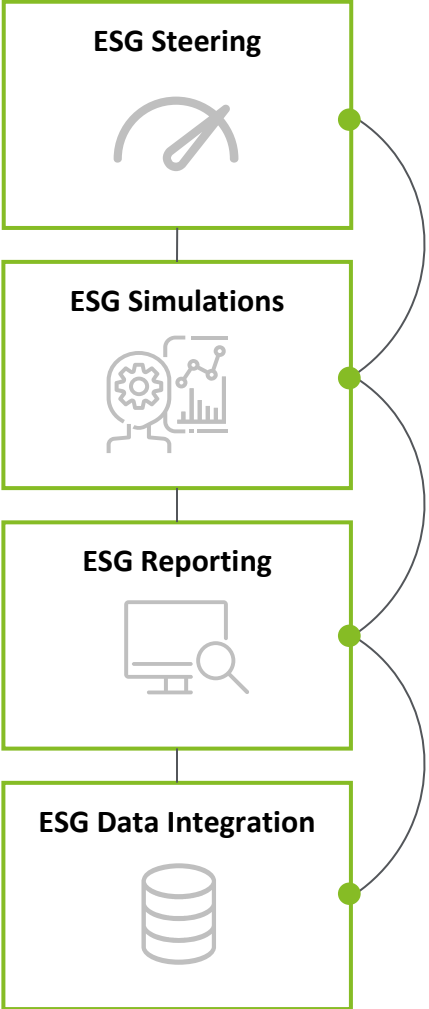 ESG Steering
ESG Simulations
ESG Reporting
ESG Data Integration